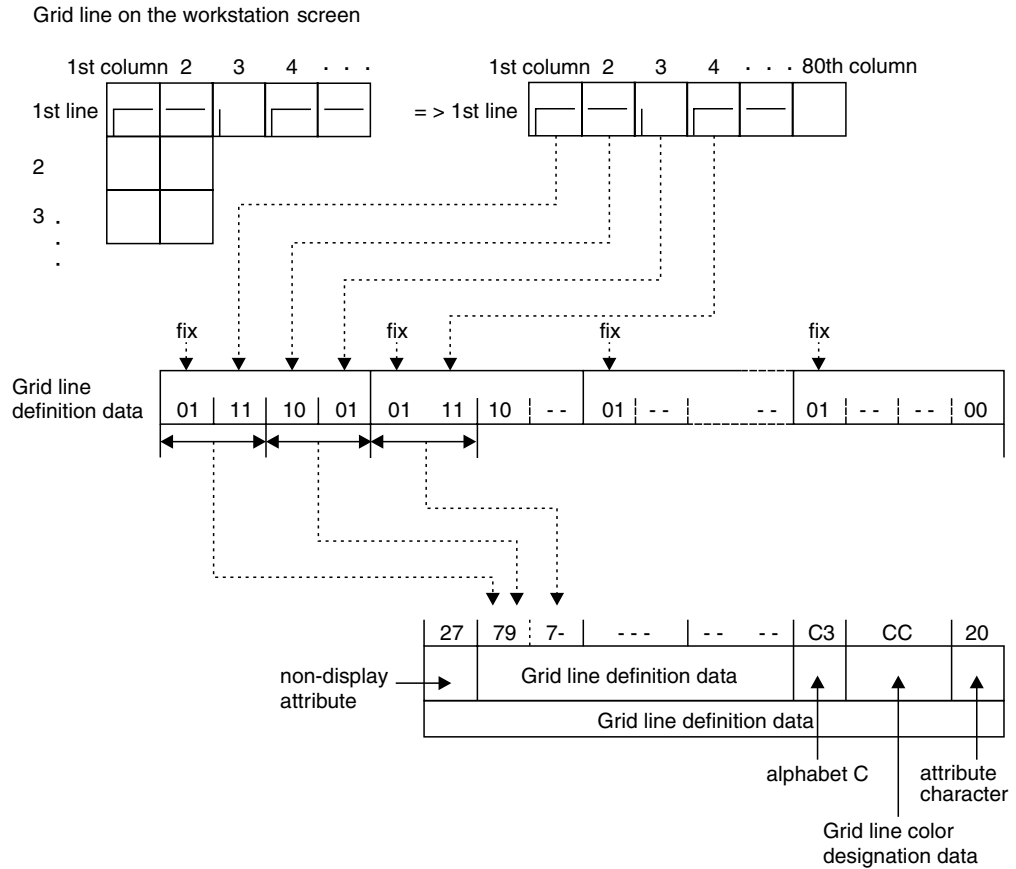 Grid line on the workstation screen
1st column 2 3 4 . . .
1st column 2 3 4 . . . 80th column
1st line
= > 1st line
2
3 .
.
.
fix fix fix fix
Grid line
definition data
01 11 10 01 01 11 10 - - 01 - - - - 01 - - - - 00
27 79 7- - - - - - - - C3 CC 20
non-display
attribute
Grid line definition data
Grid line definition data
alphabet C
attribute
character
Grid line color
designation data